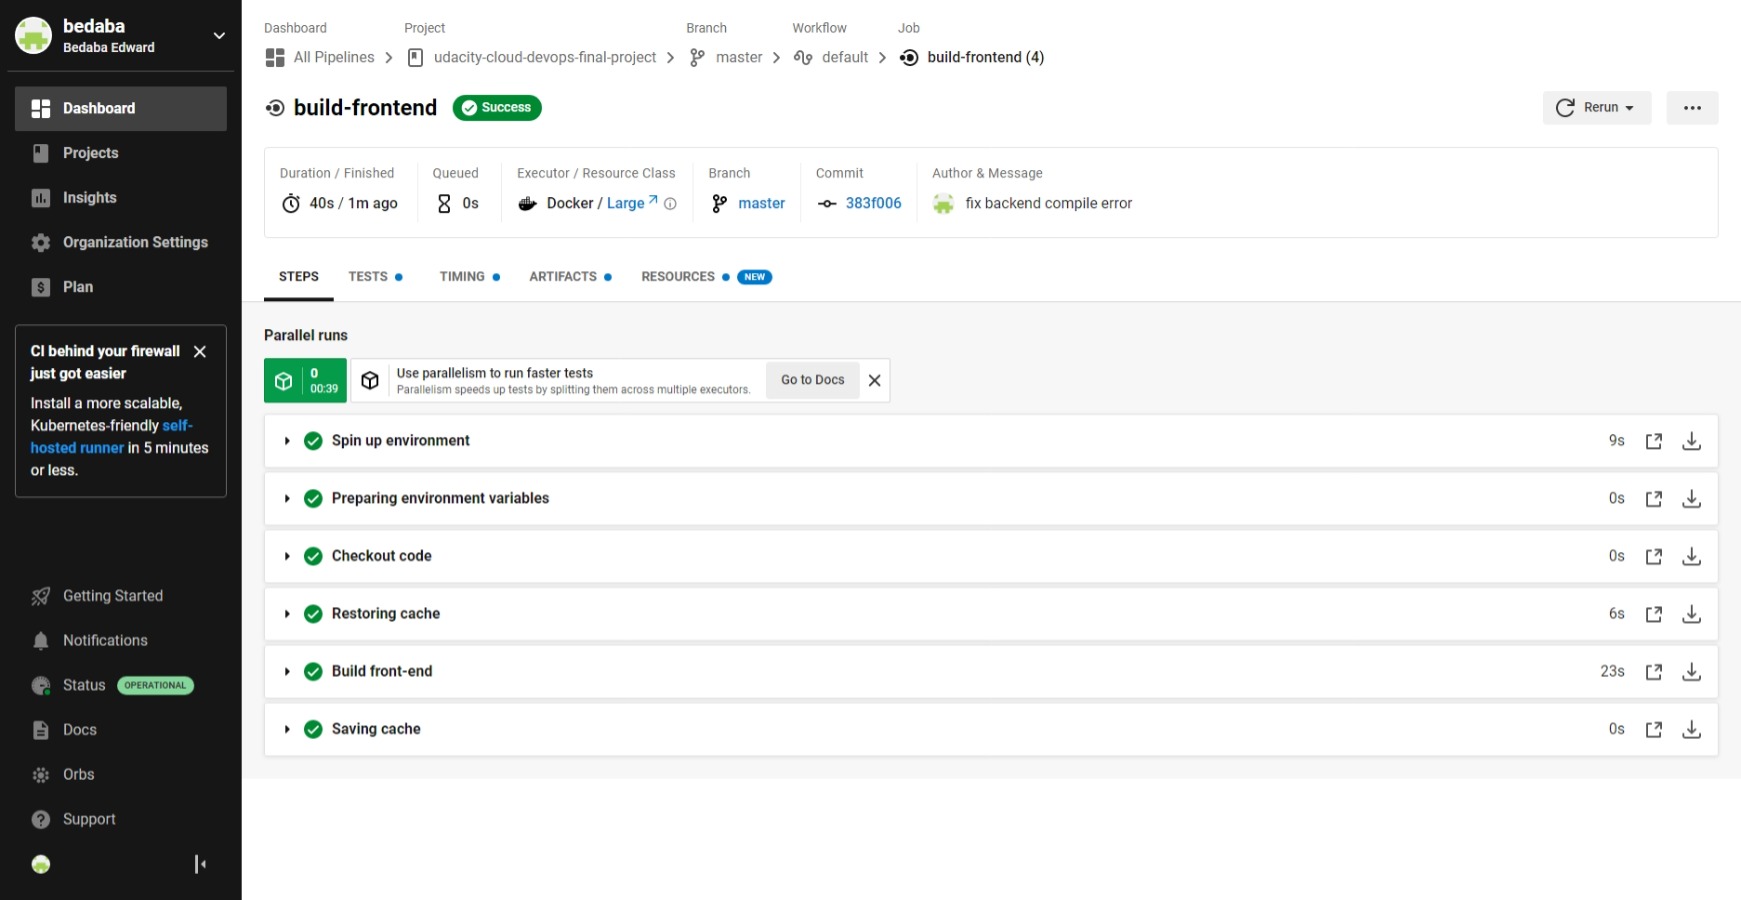 bedaba
Bedaba Edward
Dashboard
Projects
Insights
Organization Settings
Plan
CI behind your firewall
just got easier
Install a more scalable,
Kubernetes-friendly self-
hosted runner in 5 minutes
or less.
Getting Started
Notifications
Status OPERATIONAL
Docs
Orbs
Support
Dashboard Project Branch Workflow Job
All Pipelines udacity-cloud-devops-final-project master default build-frontend (4)
build-frontend Success
Rerun
Duration / Finished Queued Executor / Resource Class Branch Commit Author & Message
40s / 1m ago 0s Docker / Large master 383f006 fix backend compile error
STEPS TESTS TIMING ARTIFACTS RESOURCES NEW
Parallel runs
0
00:39
Use parallelism to run faster tests
Parallelism speeds up tests by splitting them across multiple executors.
Go to Docs
Spin up environment 9s
Preparing environment variables 0s
Checkout code 0s
Restoring cache 6s
Build front-end 23s
Saving cache 0s